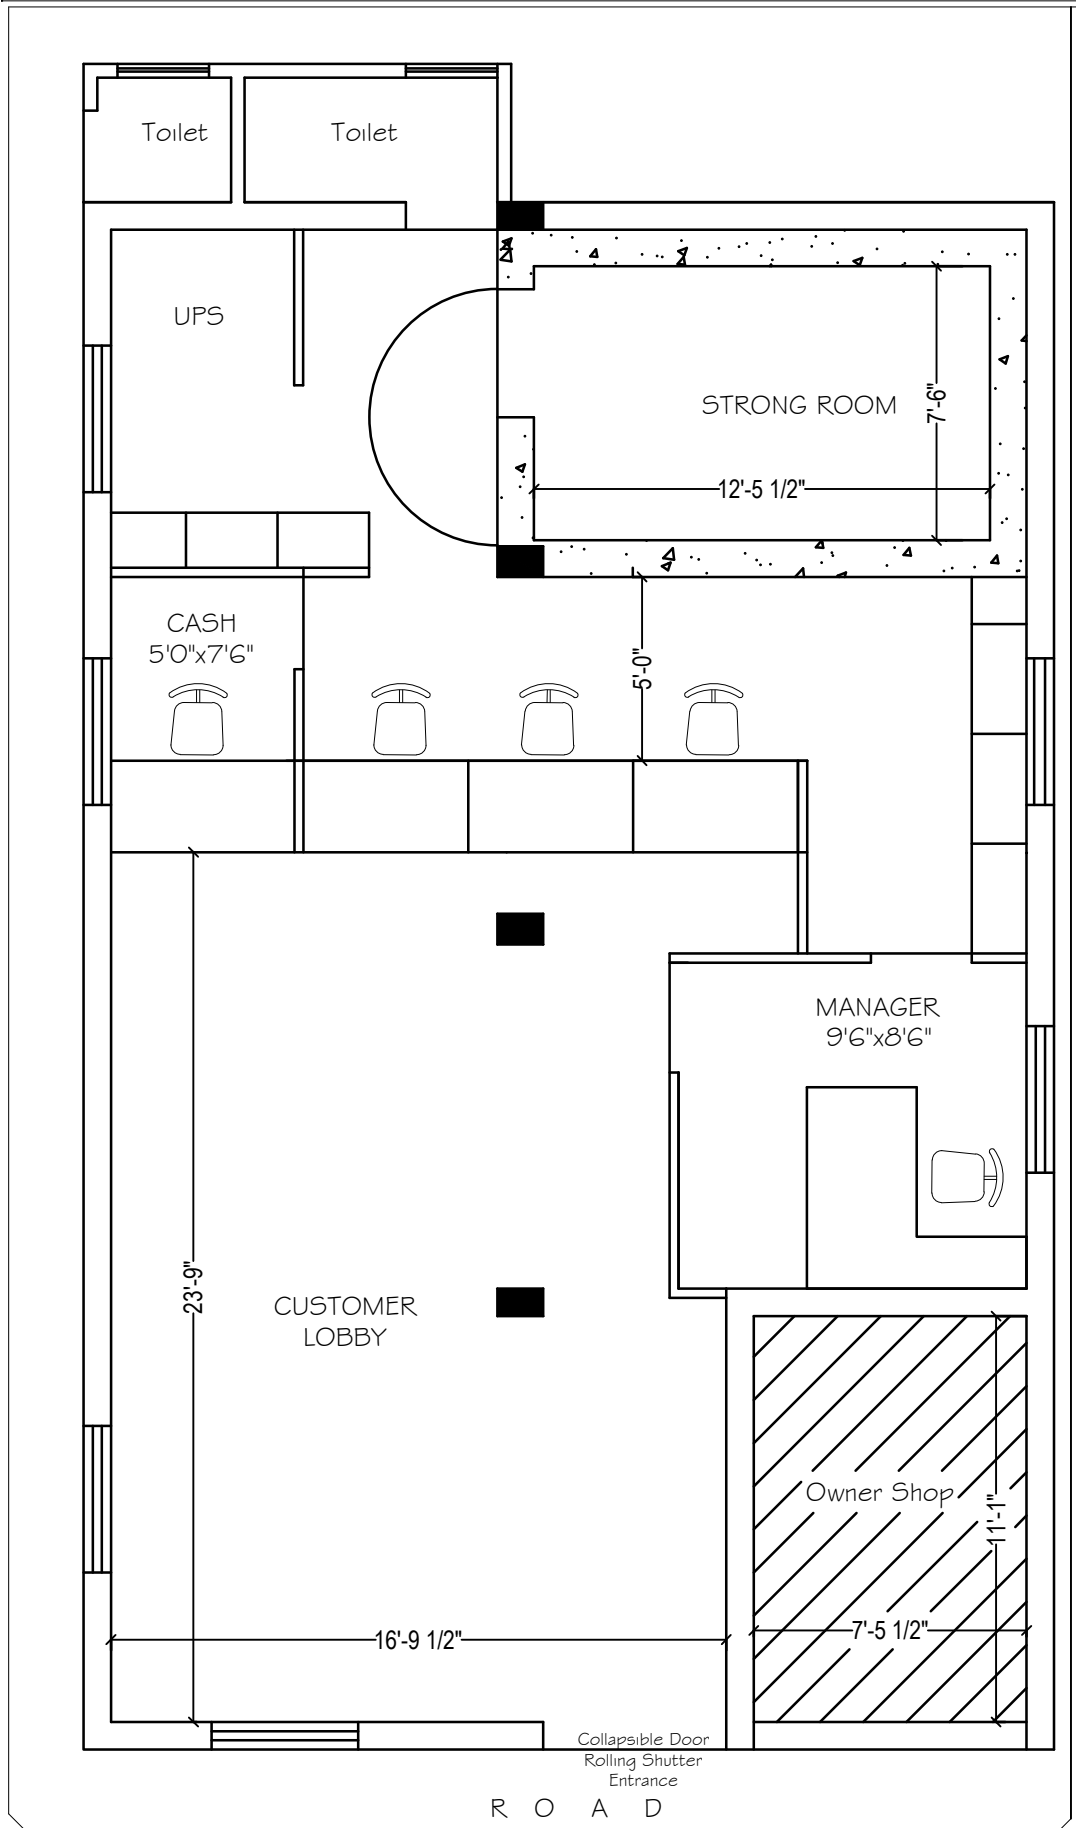 Toilet
Toilet
UPS
STRONG ROOM
7'-6"
12'-5 1/2"
CASH
5'0"x7'6"
5'-0"
MANAGER
9'6"x8'6"
23'-9"
CUSTOMER
LOBBY
Owner Shop
11'-1"
16'-9 1/2"
7'-5 1/2"
Collapsible Door
Rolling Shutter
Entrance
R O A D